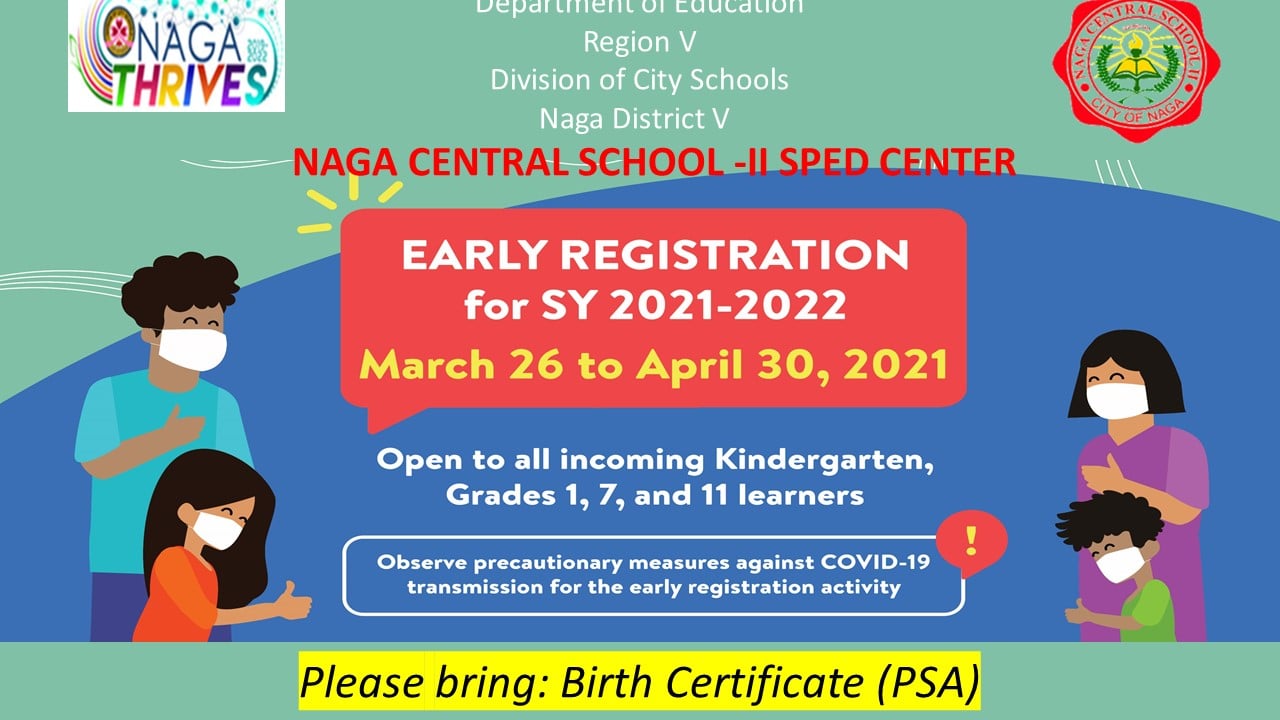 NAGA
THRIVES
Department of Education
Region V
Division of City Schools
Naga District V
NAGA CENTRAL SCHOOL II
CITY OF NAGA
NAGA CENTRAL SCHOOL -II SPED CENTER
EARLY REGISTRATION
for SY 2021-2022
March 26 to April 30, 2021
Open to all incoming Kindergarten,
Grades 1, 7, and 11 learners
!
Observe precautionary measures against COVID-19
transmission for the early registration activity
Please bring: Birth Certificate (PSA)